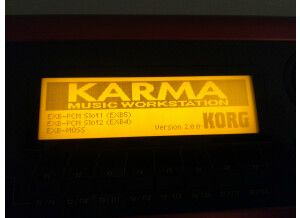 KARMA
MUSIC WORKSTATION
EXB-PCM Slot1 (EXB5)
EXB-PCM Slot2 (EXB4)
EXB-MOSS
Version 2.0.0 KORG